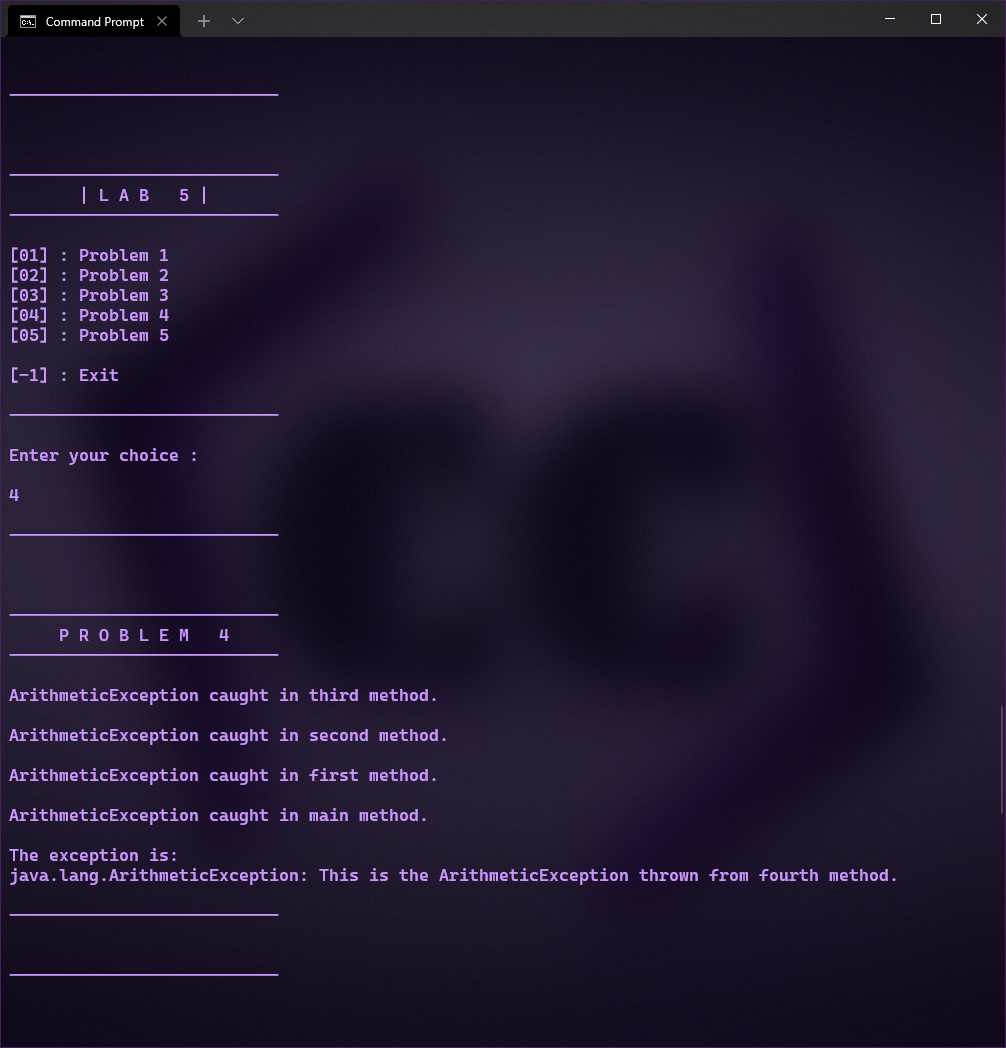 Command Prompt
| L A B   5 |
[01] : Problem 1
[02] : Problem 2
[03] : Problem 3
[04] : Problem 4
[05] : Problem 5
[-1] : Exit
Enter your choice :
4
P R O B L E M   4
ArithmeticException caught in third method.
ArithmeticException caught in second method.
ArithmeticException caught in first method.
ArithmeticException caught in main method.
The exception is:
java.lang.ArithmeticException: This is the ArithmeticException thrown from fourth method.